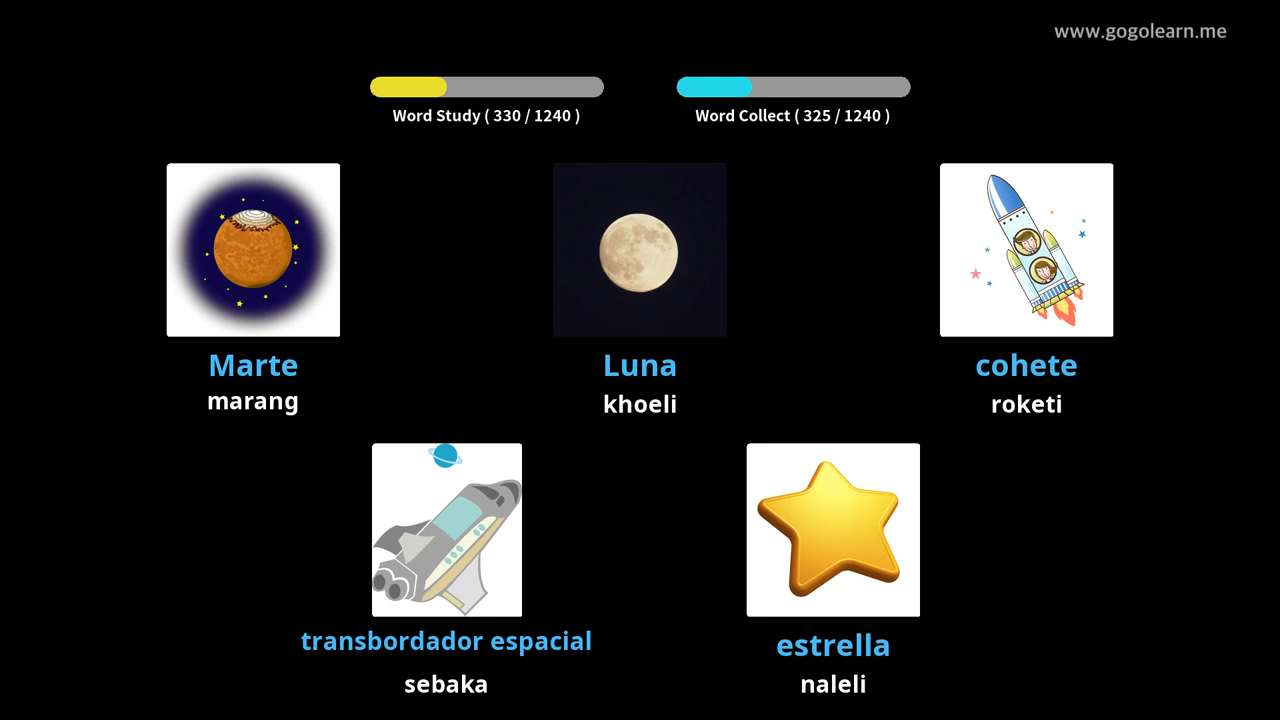 www.gogolearn.me
Word Study ( 330 / 1240 )
Word Collect ( 325 / 1240 )
Marte
marang
Luna
khoeli
cohete
roketi
transbordador espacial
sebaka
estrella
naleli